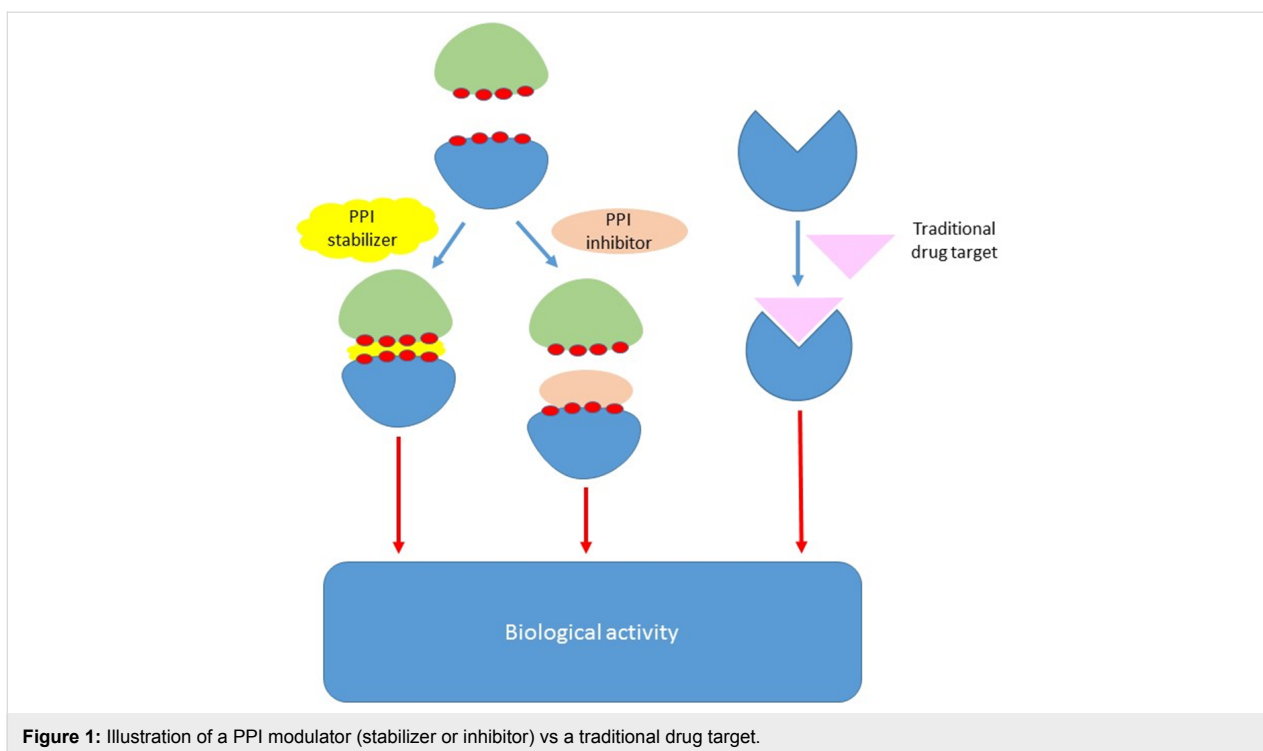 PPI
stabilizer
PPI
inhibitor
Traditional
drug target
Biological activity
Figure 1: Illustration of a PPI modulator (stabilizer or inhibitor) vs a traditional drug target.